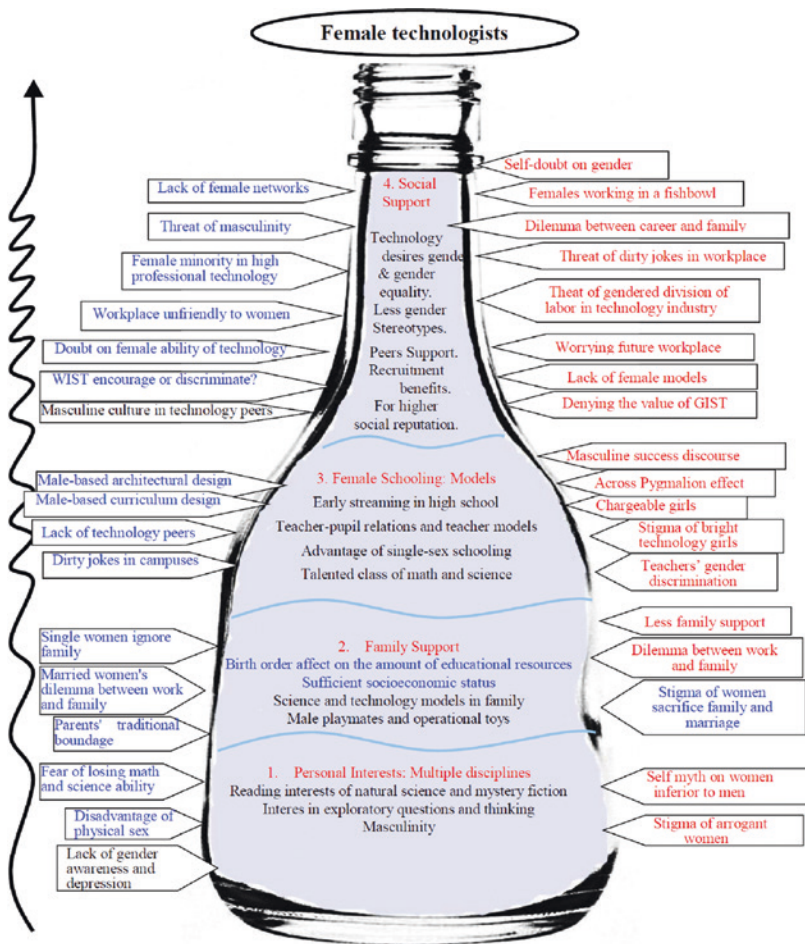 Female technologists
Self-doubt on gender
Lack of female networks
4. Social
Support
Females working in a fishbowl
Threat of masculinity
Dilemma between career and family
Technology
desires gende
& gender
equality.
Less gender
Stereotypes.
Threat of dirty jokes in workplace
Female minority in high
professional technology
Theat of gendered division of
labor in technology industry
Workplace unfriendly to women
Doubt on female ability of technology
Peers Support.
Recruitment
benefits.
For higher
social reputation.
Worrying future workplace
WIST encourage or discriminate?
Lack of female models
Masculine culture in technology peers
Denying the value of GIST
Masculine success discourse
Male-based architectural design
3. Female Schooling: Models
Across Pygmalion effect
Male-based curriculum design
Early streaming in high school
Chargeable girls
Lack of technology peers
Teacher-pupil relations and teacher models
Stigma of bright
technology girls
Dirty jokes in campuses
Advantage of single-sex schooling
Talented class of math and science
Teachers' gender
discrimination
Less family support
Single women ignore
family
2. Family Support
Birth order affect on the amount of educational resources
Sufficient socioeconomic status
Science and technology models in family
Male playmates and operational toys
Dilemma between work
and family
Married women's
dilemma between work
and family
Stigma of women
sacrifice family and
marriage
Parents' traditional
boundage
Fear of losing math
and science ability
1. Personal Interests: Multiple disciplines
Reading interests of natural science and mystery fiction
Interes in exploratory questions and thinking
Masculinity
Self myth on women
inferior to men
Disadvantage of
physical sex
Stigma of arrogant
women
Lack of gender
awareness and
depression